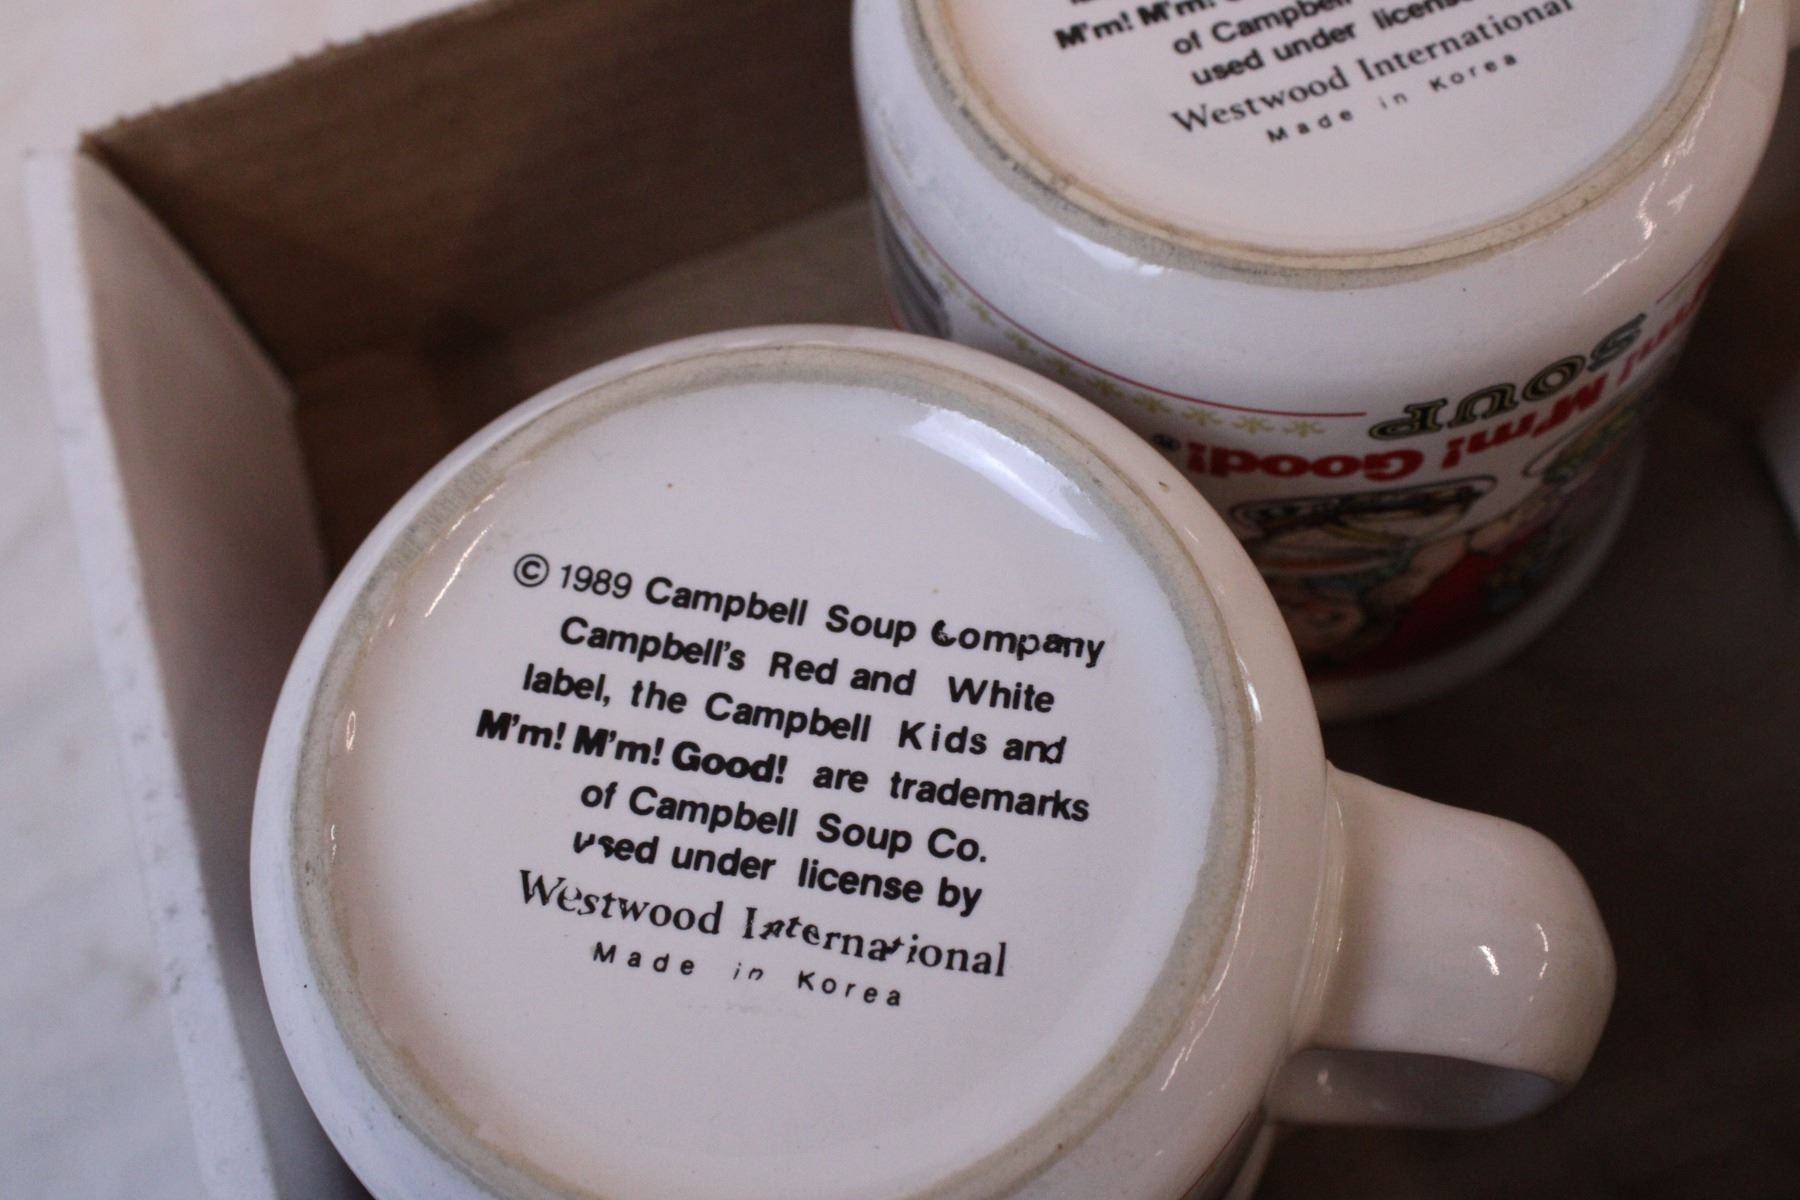 M'm! M'm!
of Campbell
used under license
Westwood International
Made in Korea
SOUP
M'm! Good!®
© 1989 Campbell Soup Company
Campbell's Red and White
label, the Campbell Kids and
M'm! M'm! Good! are trademarks
of Campbell Soup Co.
used under license by
Westwood International
Made in Korea